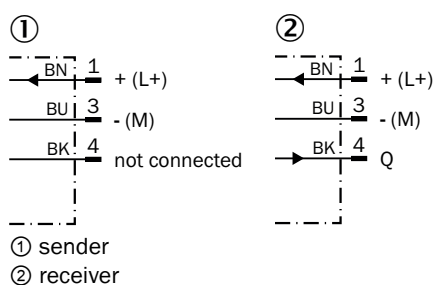 ① ②
BN 1 + (L+) BN 1 + (L+)
BU 3 - (M) BU 3 - (M)
BK 4 not connected BK 4 Q
① sender
② receiver